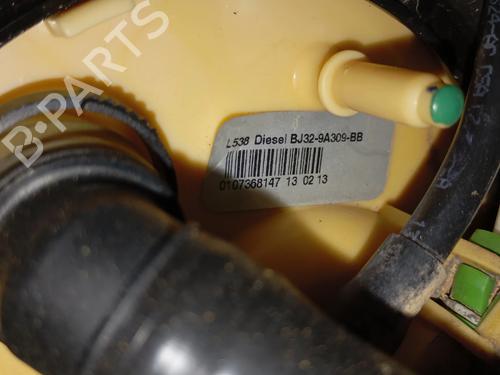 B-PARTS
L538 Diesel BJ32-9A309-BB
0107368147 13 02 13